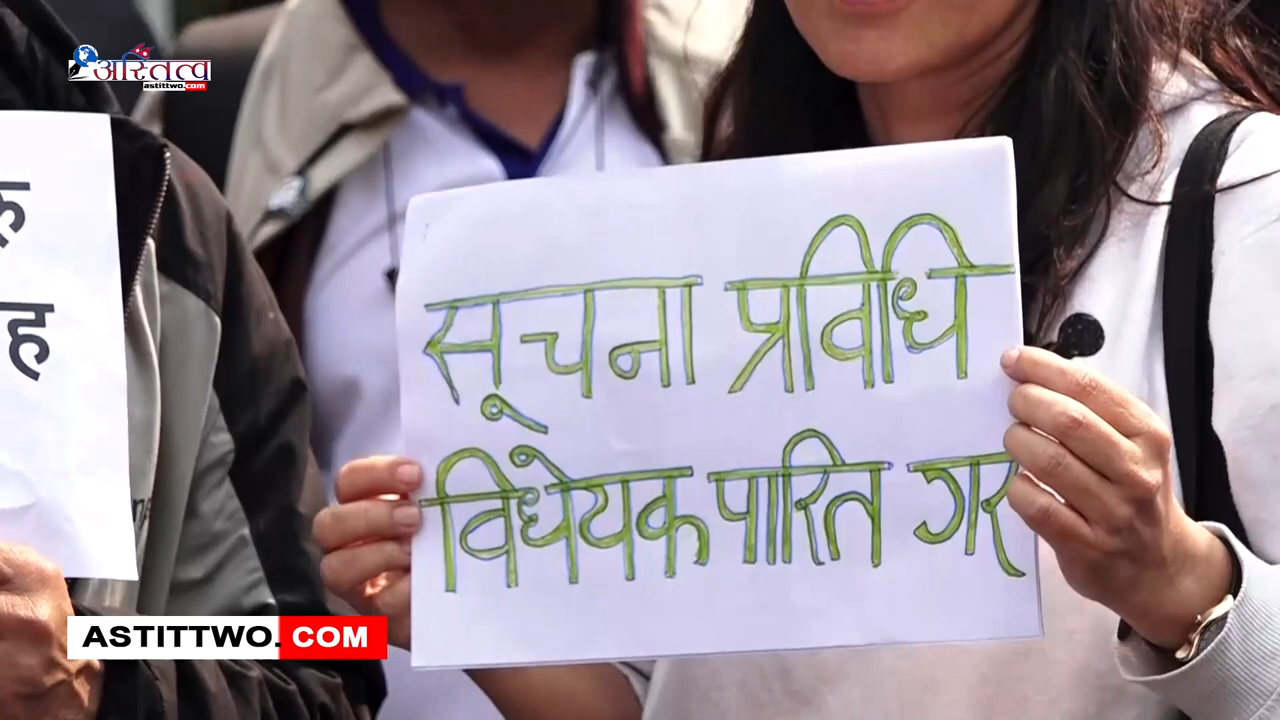 अस्तित्व
astittwo.com
सूचना प्रविधि
विधेयक पारित गर
ह
ASTITTWO.COM